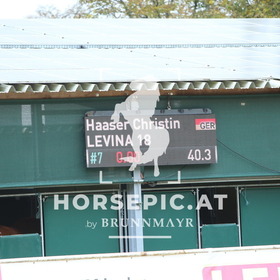 Haaser Christin GER
LEVINA 18
#7 40.3
HORSEPIC.AT
by BRUNNMAYR